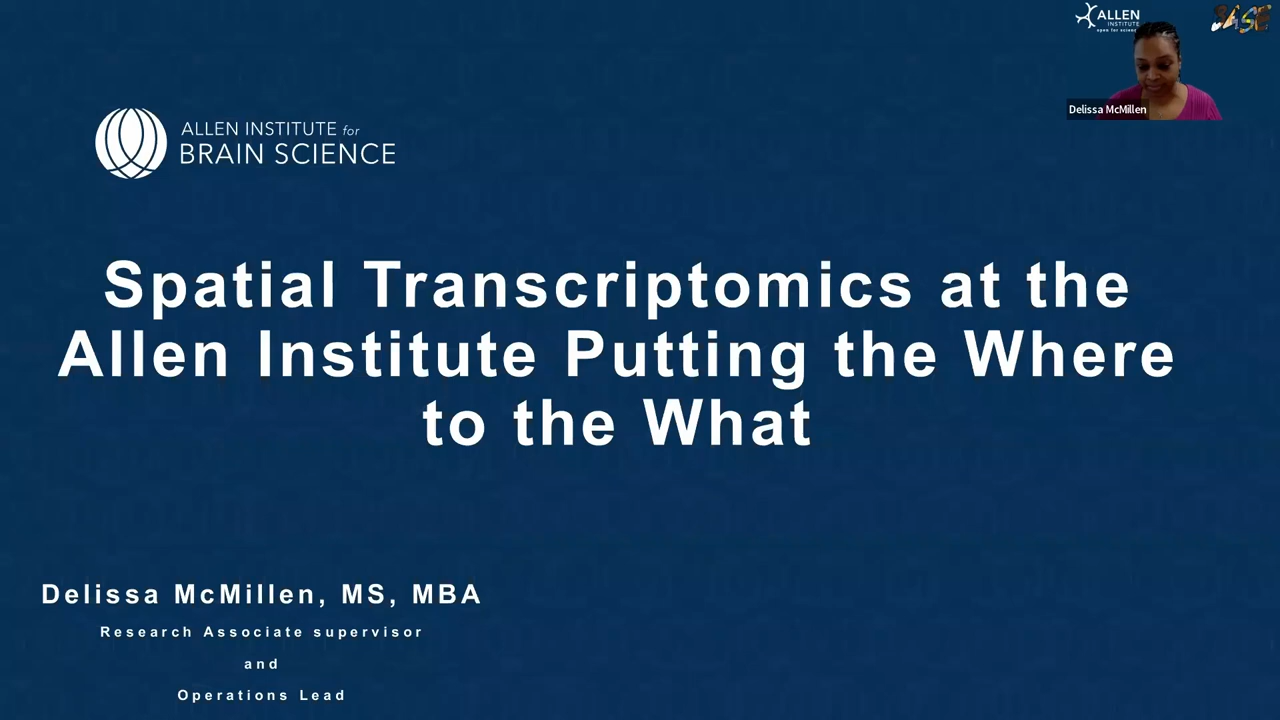 ALLEN
INSTITUTE
Delissa McMillen
ALLEN INSTITUTE for
BRAIN SCIENCE
Spatial Transcriptomics at the
Allen Institute Putting the Where
to the What
Delissa McMillen, MS, MBA
Research Associate supervisor
and
Operations Lead